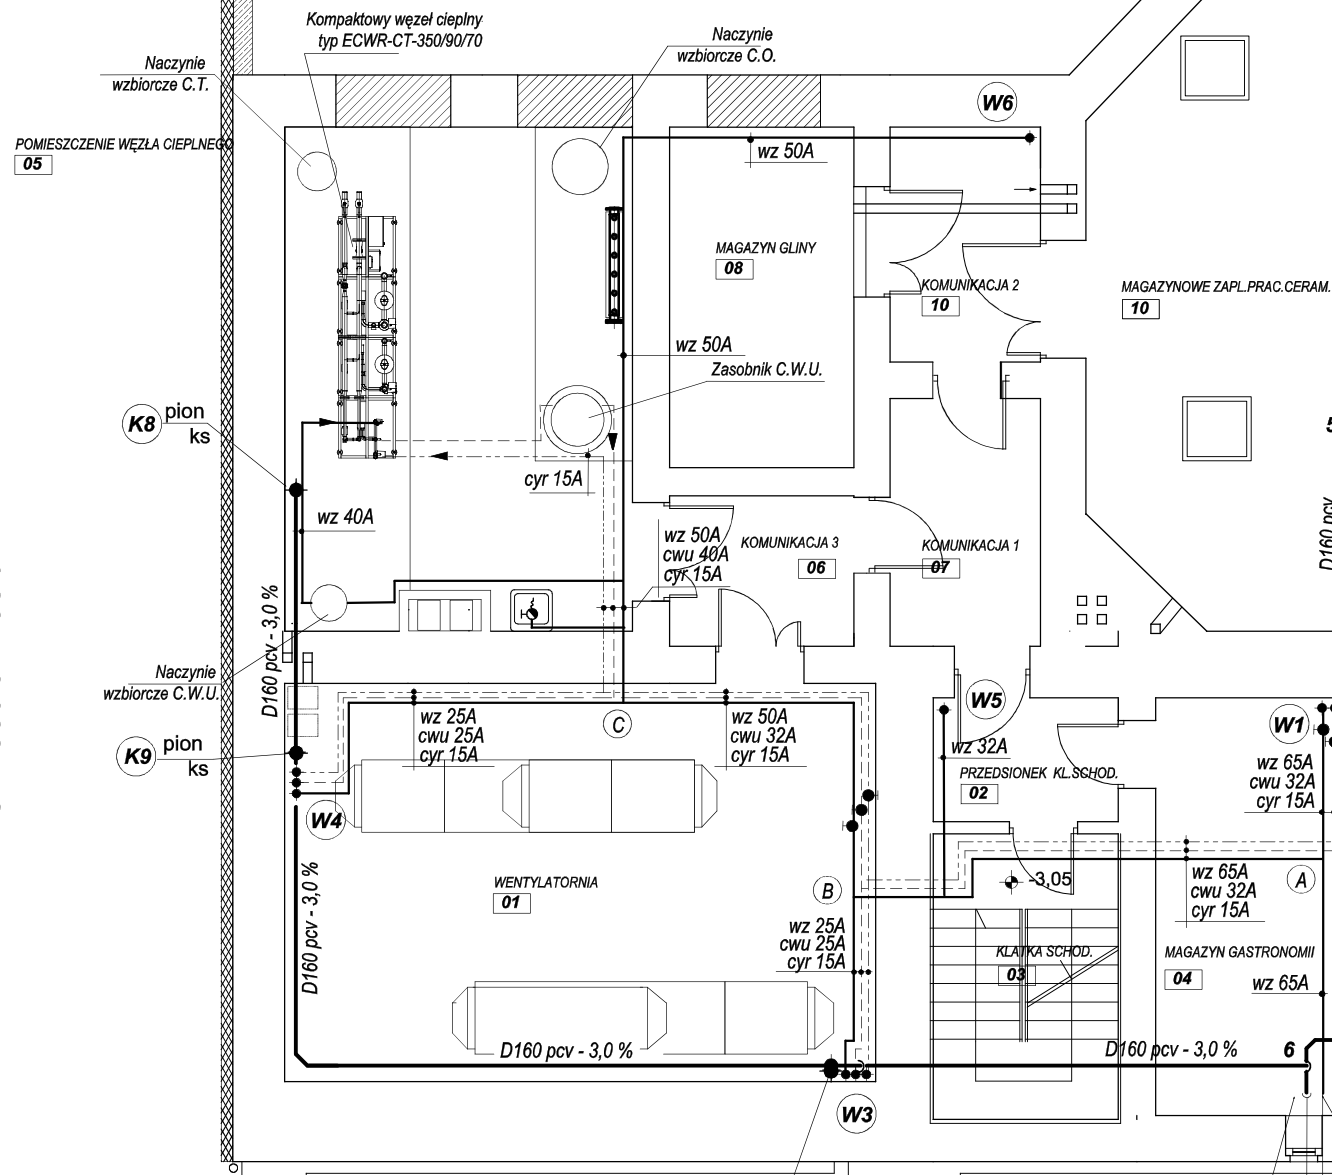 Kompaktowy węzeł cieplny
typ ECWR-CT-350/90/70
Naczynie
wzbiorcze C.O.
Naczynie
wzbiorcze C.T.
W6
POMIESZCZENIE WĘZŁA CIEPLNEGO
05
wz 50A
MAGAZYN GLINY
08
KOMUNIKACJA 2
10
MAGAZYNOWE ZAPL.PRAC.CERAM.
10
wz 50A
Zasobnik C.W.U.
K8
pion
ks
cyr 15A
wz 40A
wz 50A
cwu 40A
cyr 15A
KOMUNIKACJA 3
06
KOMUNIKACJA 1
07
D160 pcv
D160 pcv - 3,0 %
Naczynie
wzbiorcze C.W.U.
K9
pion
ks
wz 25A
cwu 25A
cyr 15A
C
wz 50A
cwu 32A
cyr 15A
W5
wz 32A
PRZEDSIONEK KL.SCHOD.
02
W1
wz 65A
cwu 32A
cyr 15A
W4
WENTYLATORNIA
01
D160 pcv - 3,0 %
B
-3,05
wz 65A
cwu 32A
cyr 15A
A
wz 25A
cwu 25A
cyr 15A
KLATKA SCHOD.
03
MAGAZYN GASTRONOMII
04
wz 65A
D160 pcv - 3,0 %
D160 pcv - 3,0 %
6
W3